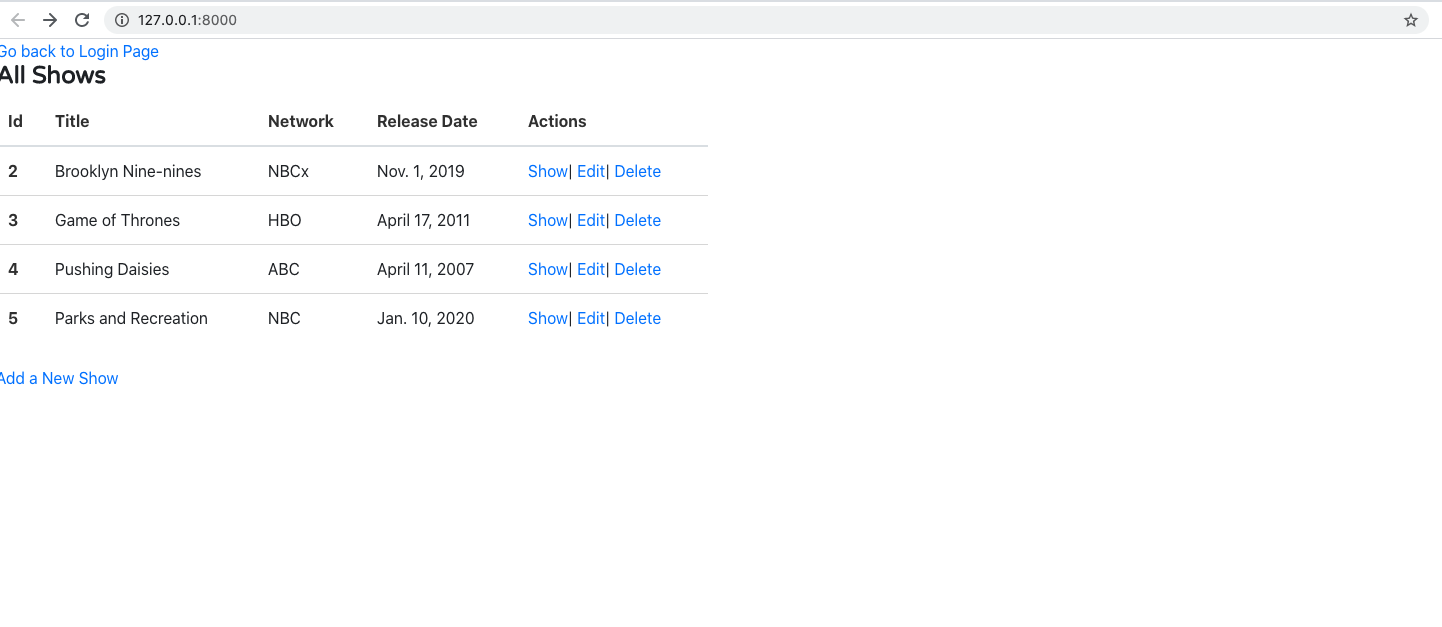 127.0.0.1:8000
Go back to Login Page
All Shows
Id Title Network Release Date Actions
2 Brooklyn Nine-nines NBCx Nov. 1, 2019 Show| Edit| Delete
3 Game of Thrones HBO April 17, 2011 Show| Edit| Delete
4 Pushing Daisies ABC April 11, 2007 Show| Edit| Delete
5 Parks and Recreation NBC Jan. 10, 2020 Show| Edit| Delete
Add a New Show